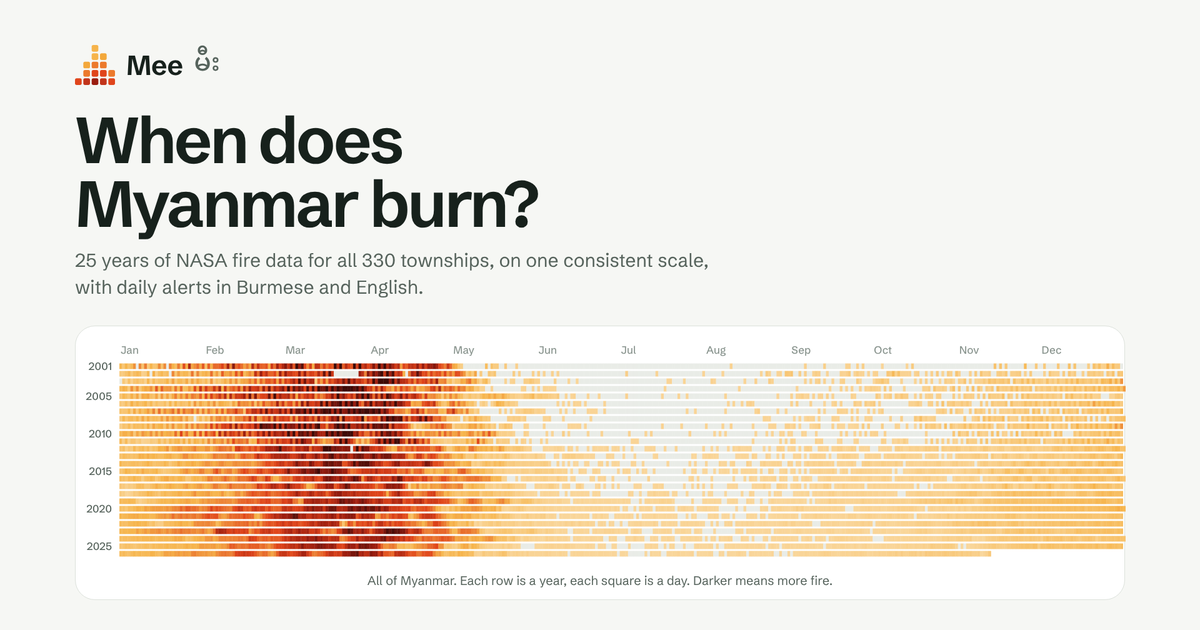 Mee မီး
When does
Myanmar burn?
25 years of NASA fire data for all 330 townships, on one consistent scale,
with daily alerts in Burmese and English.
Jan Feb Mar Apr May Jun Jul Aug Sep Oct Nov Dec
2001
2005
2010
2015
2020
2025
All of Myanmar. Each row is a year, each square is a day. Darker means more fire.